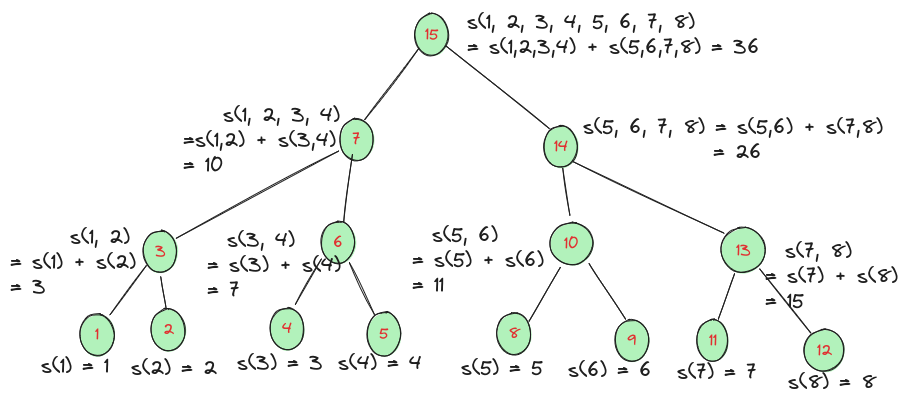 15
s(1, 2, 3, 4, 5, 6, 7, 8)
= s(1,2,3,4) + s(5,6,7,8) = 36
7
s(1, 2, 3, 4)
=s(1,2) + s(3,4)
= 10
14
s(5, 6, 7, 8) = s(5,6) + s(7,8)
= 26
3
s(1, 2)
= s(1) + s(2)
= 3
6
s(3, 4)
= s(3) + s(4)
= 7
10
s(5, 6)
= s(5) + s(6)
= 11
13
s(7, 8)
= s(7) + s(8)
= 15
1
s(1) = 1
2
s(2) = 2
4
s(3) = 3
5
s(4) = 4
8
s(5) = 5
9
s(6) = 6
11
s(7) = 7
12
s(8) = 8